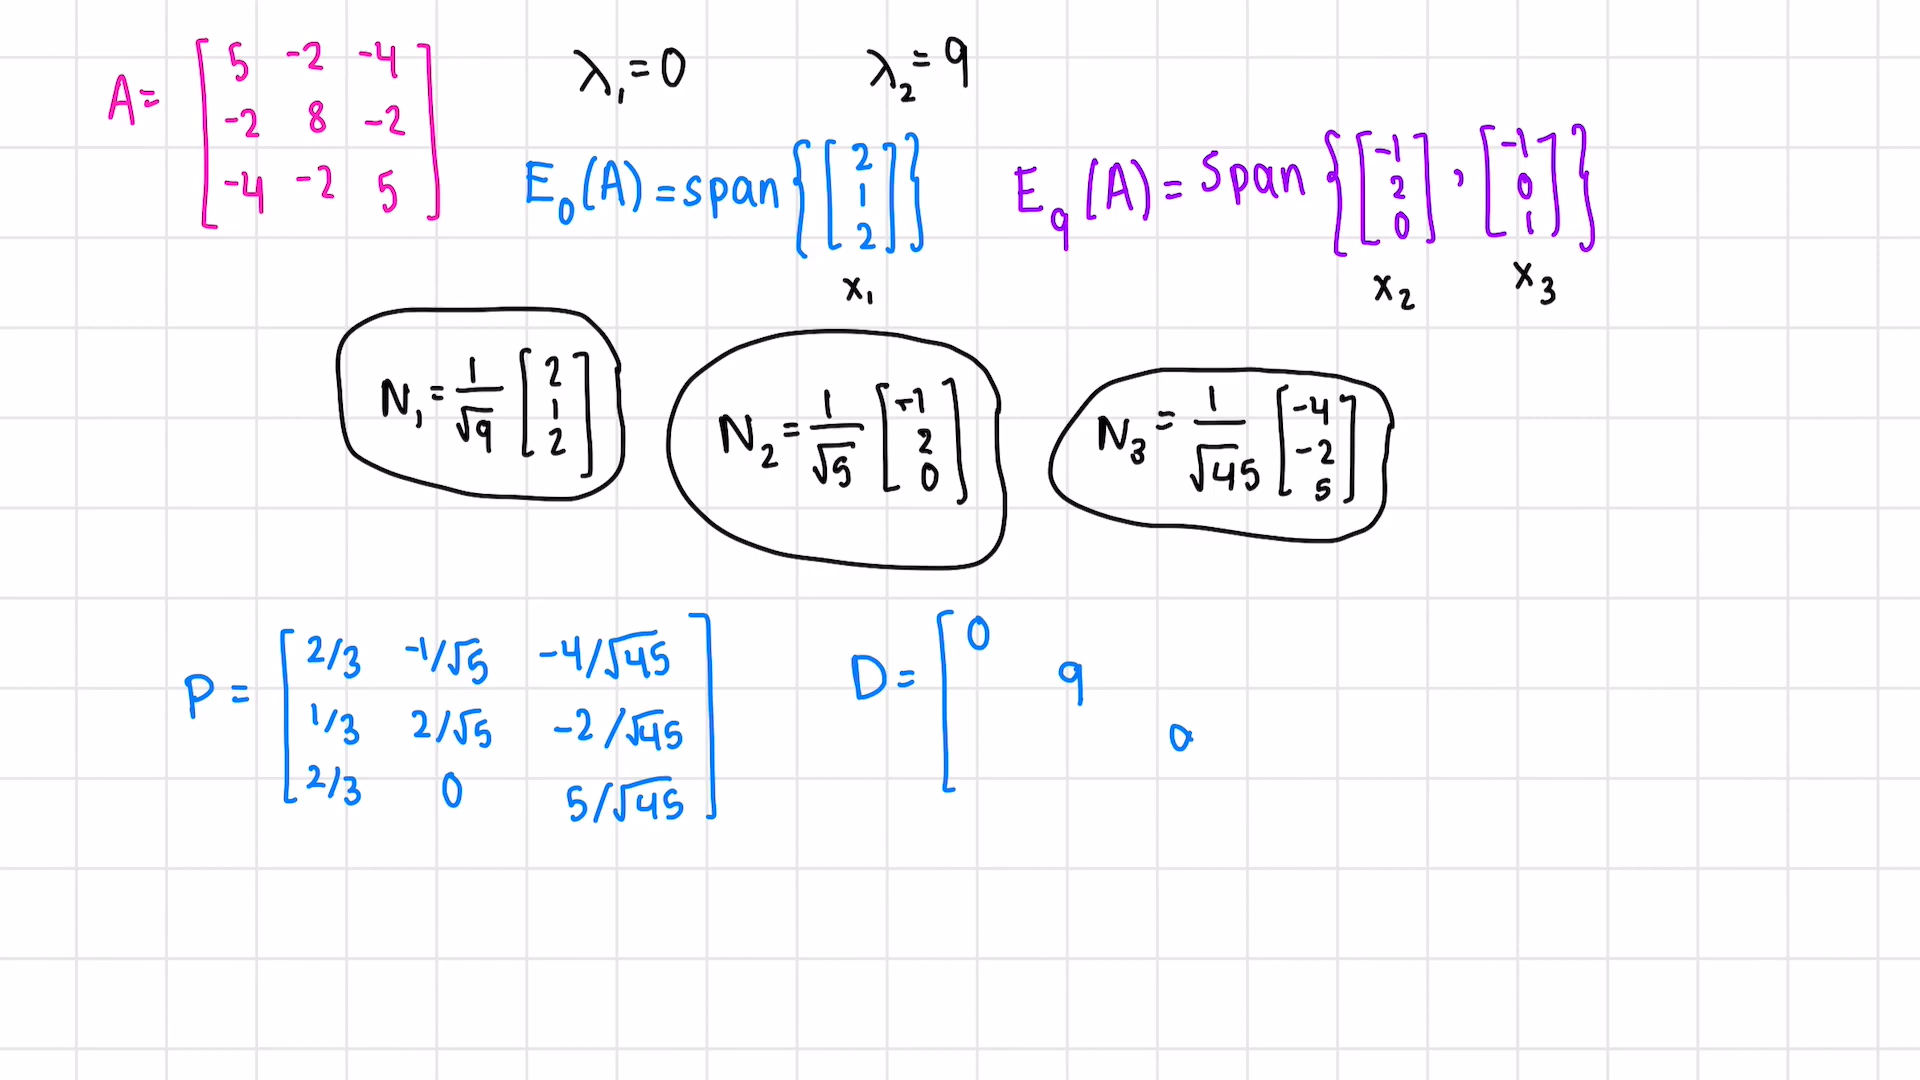 A = [5 -2 -4; -2 8 -2; -4 -2 5]
λ₁ = 0
λ₂ = 9
E₀(A) = span {[2; 1; 2]}
x₁
E₉(A) = span {[-1; 2; 0], [-1; 0; 1]}
x₂ x₃
N₁ = 1/√9 [2; 1; 2]
N₂ = 1/√5 [-1; 2; 0]
N₃ = 1/√45 [-4; -2; 5]
P = [2/3 -1/√5 -4/√45; 1/3 2/√5 -2/√45; 2/3 0 5/√45]
D = [0
9